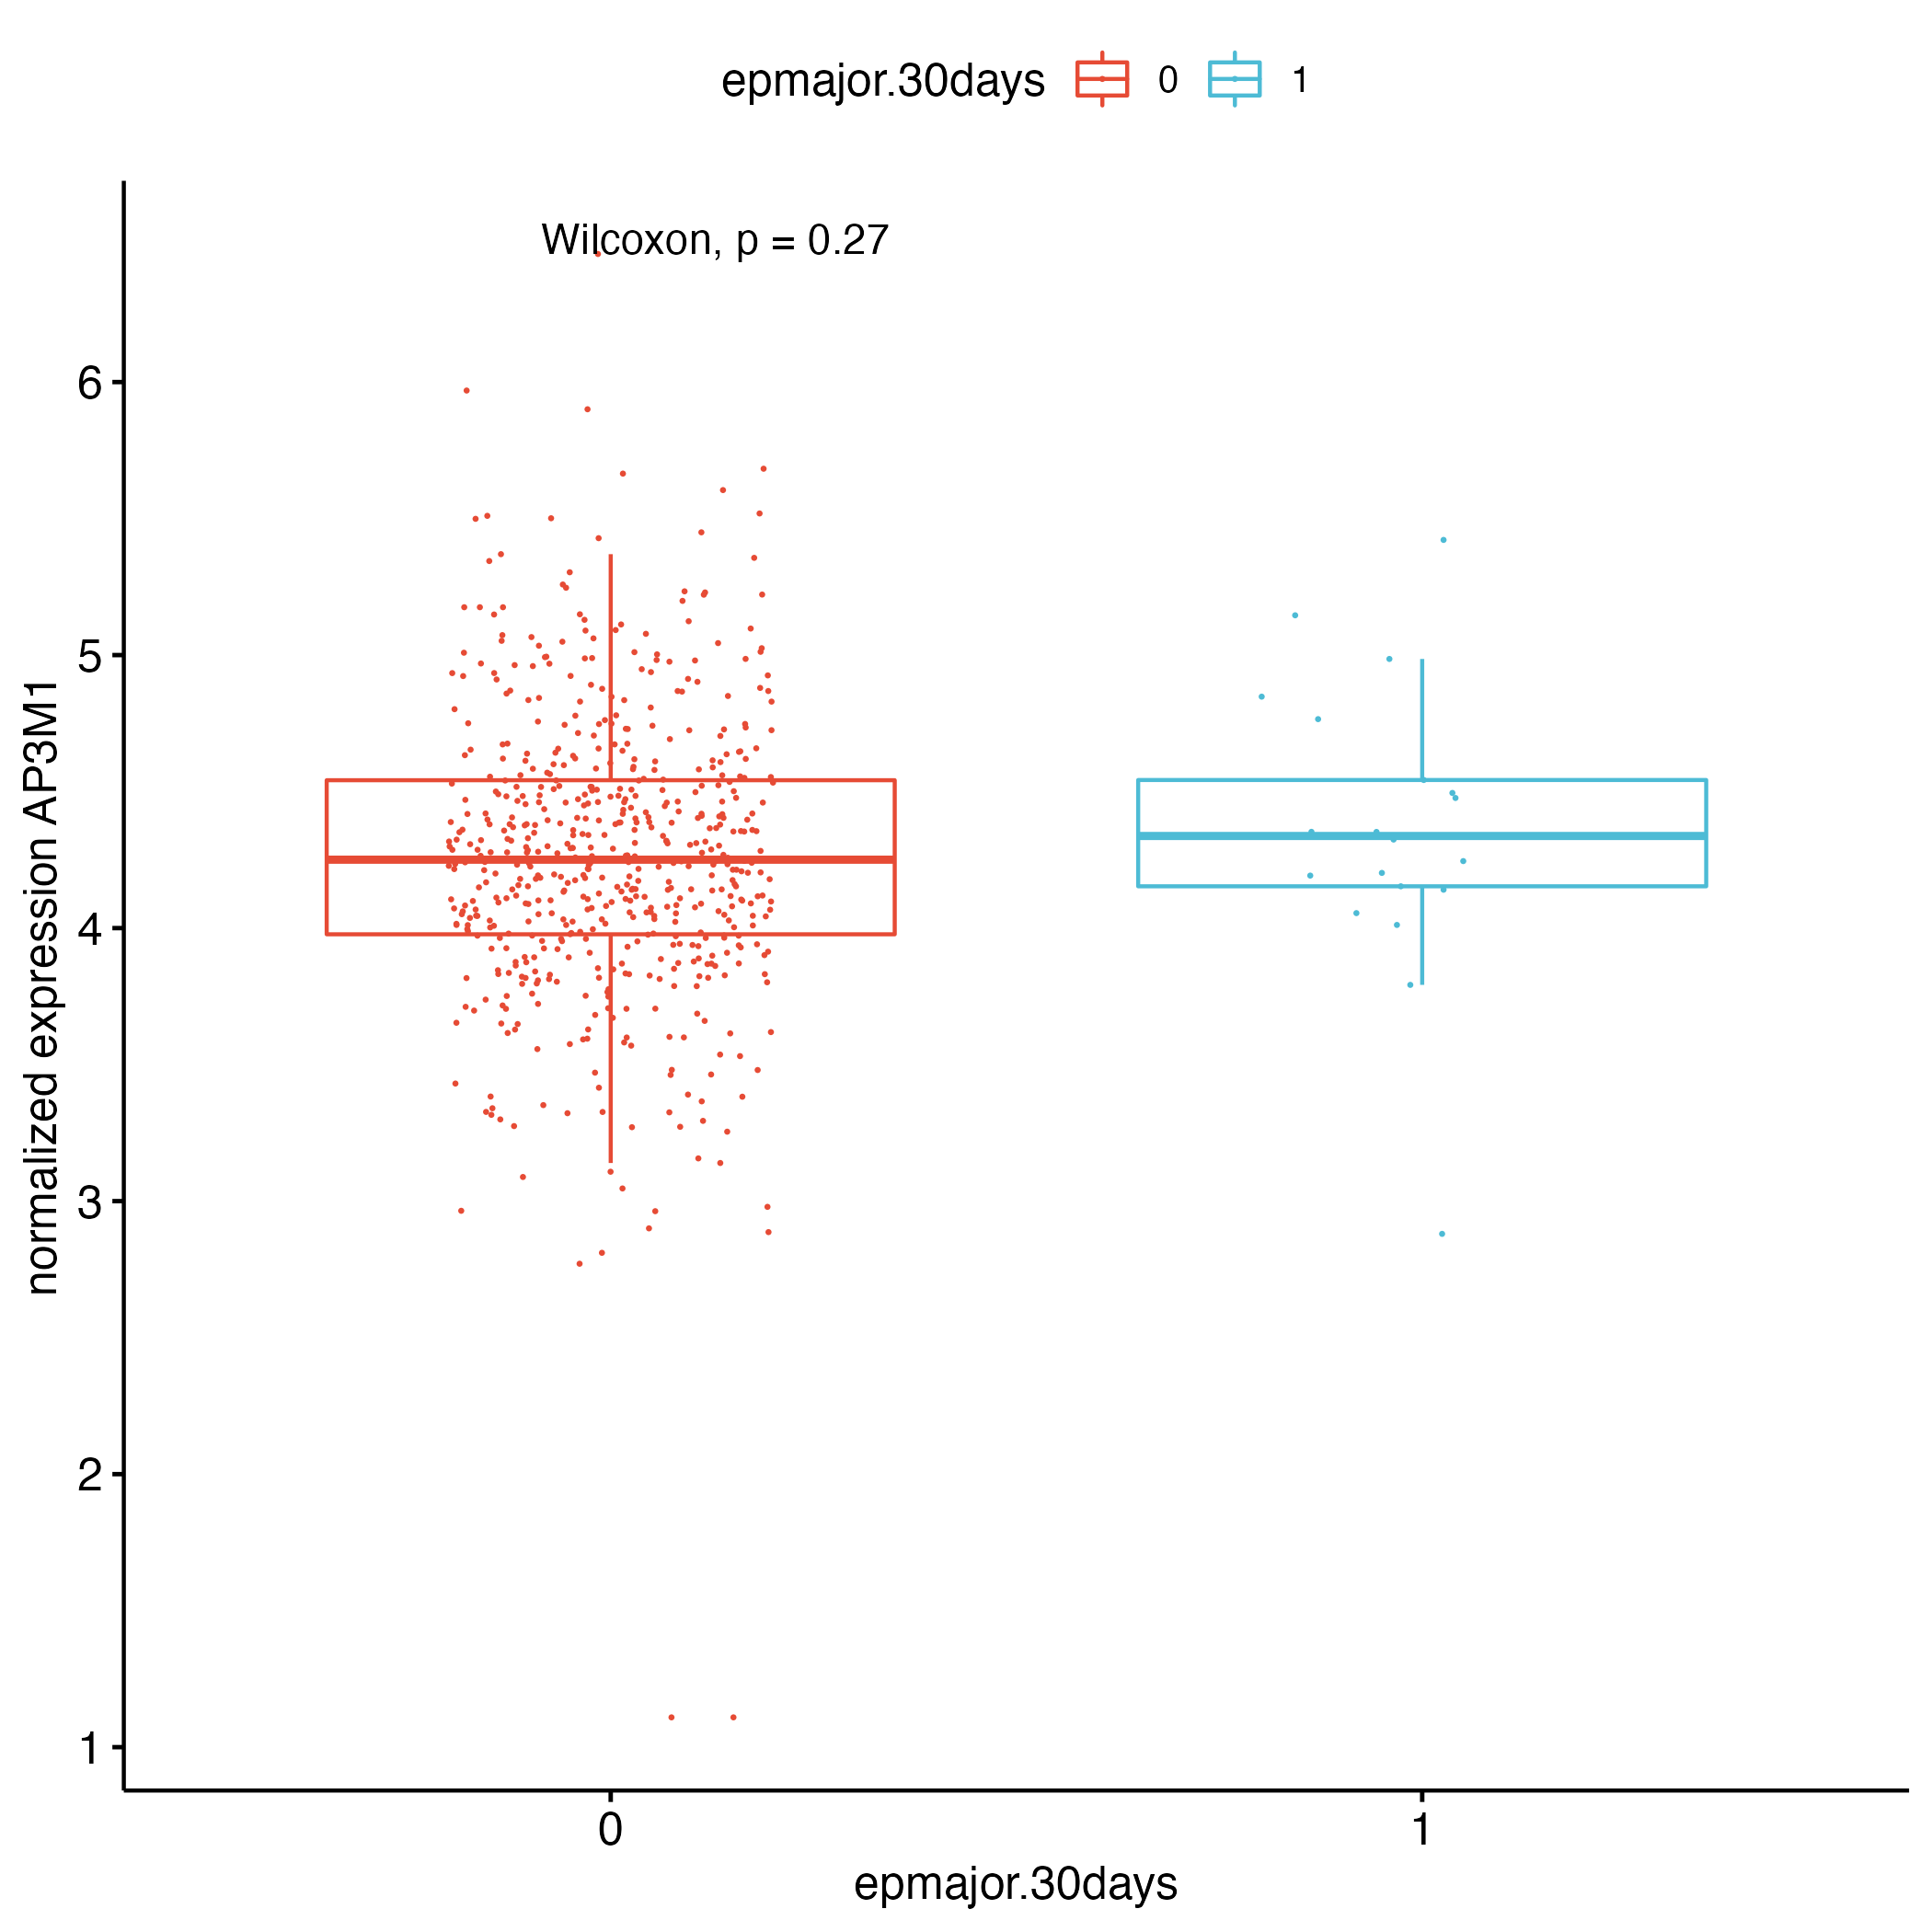 epmajor.30days 0 1
Wilcoxon, p = 0.27
normalized expression AP3M1
6
5
4
3
2
1
0 1
epmajor.30days